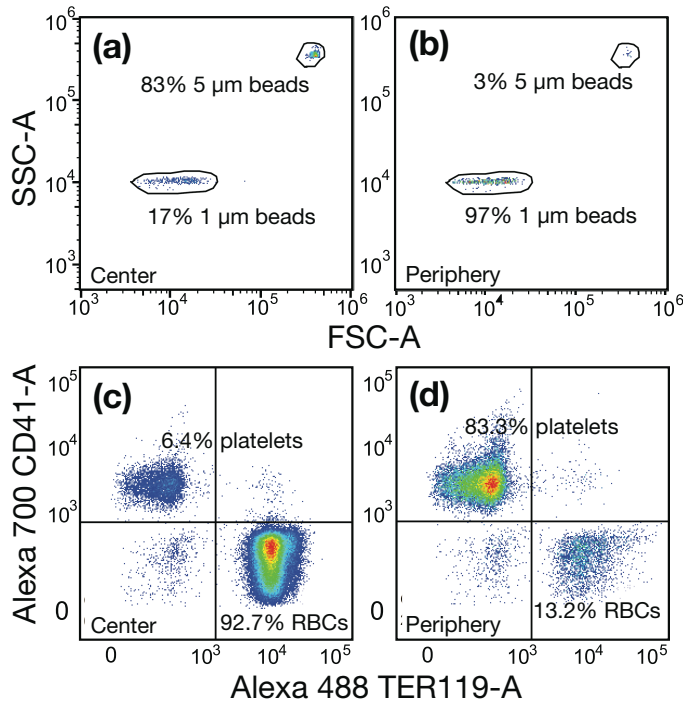 (a)
(b)
10⁶
10⁵
10⁴
10³
SSC-A
83% 5 µm beads
17% 1 µm beads
Center
10³ 10⁴ 10⁵ 10⁶
10⁶
10⁵
10⁴
10³
3% 5 µm beads
97% 1 µm beads
Periphery
10³ 10⁴ 10⁵ 10⁶
FSC-A
(c)
(d)
10⁵
10⁴
10³
0
Alexa 700 CD41-A
6.4% platelets
92.7% RBCs
Center
0 10³ 10⁴ 10⁵
10⁵
10⁴
10³
0
83.3% platelets
13.2% RBCs
Periphery
0 10³ 10⁴ 10⁵
Alexa 488 TER119-A